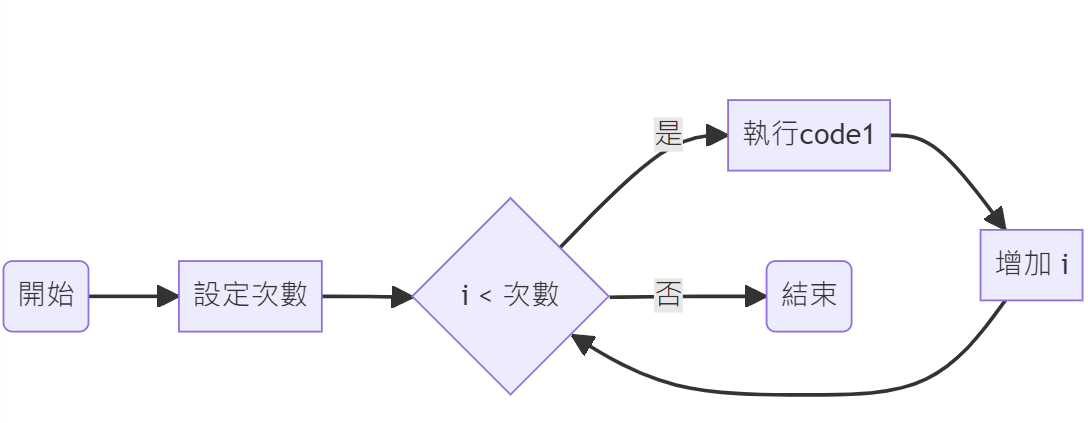 開始
設定次數
i < 次數
是
執行code1
增加 i
否
結束